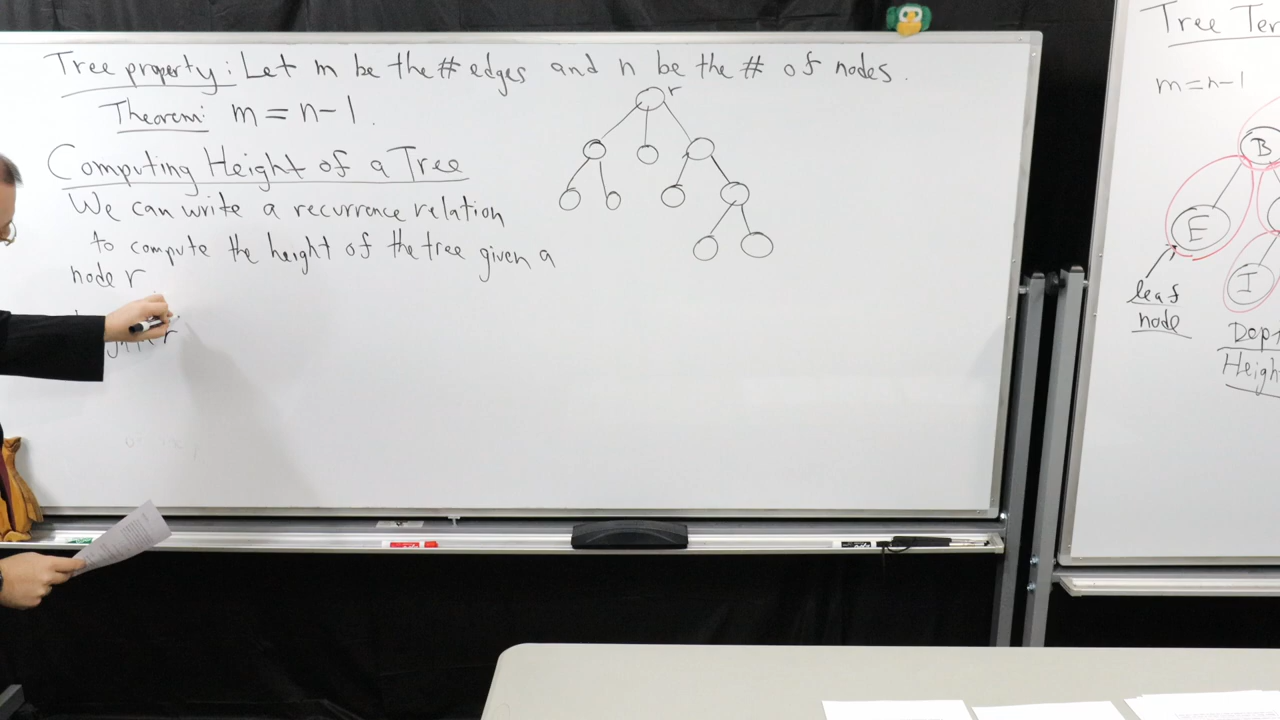 Tree property: Let m be the # edges and n be the # of nodes.
Theorem: m = n-1.
Computing Height of a Tree
We can write a recurrence relation
to compute the height of the tree given a
node r
r
r
Tree Ter
m=n-1
B
E
I
leaf
node
Dept
Heigh